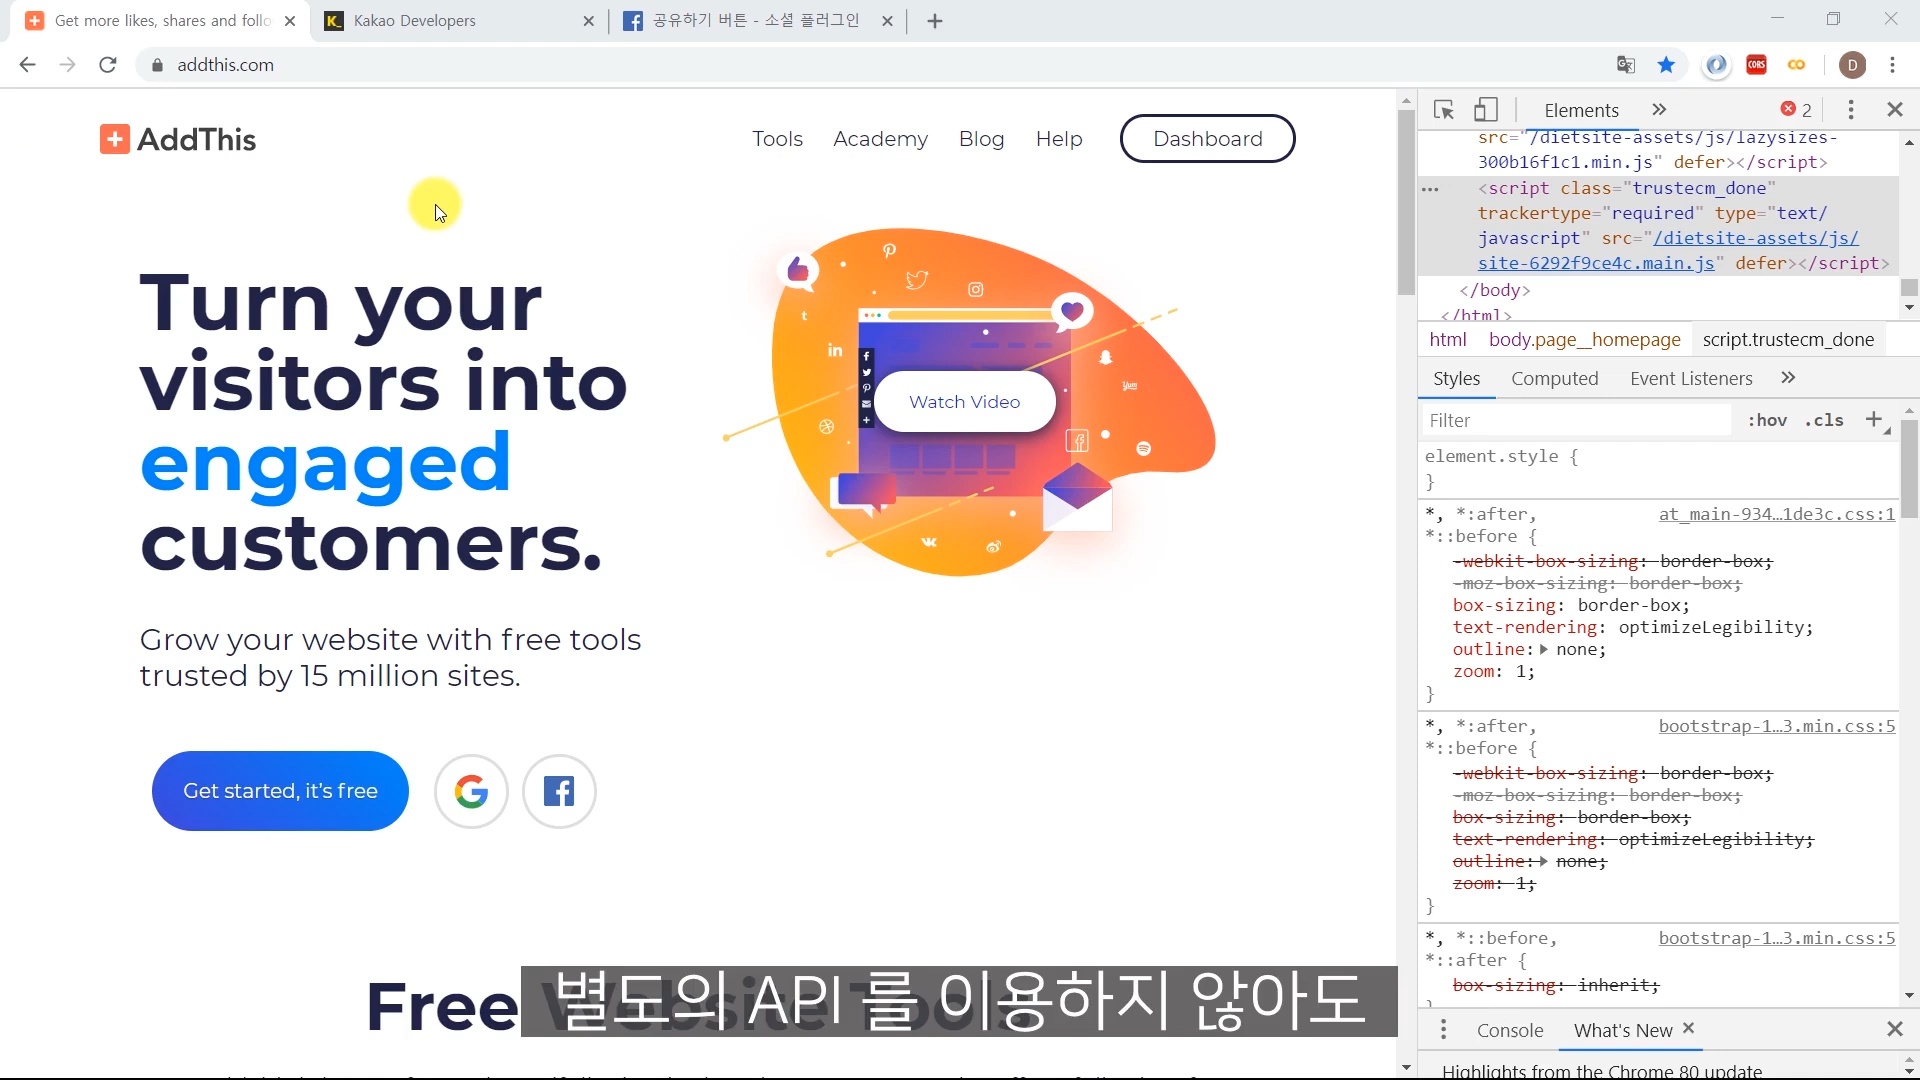 Get more likes, shares and follo
Kakao Developers
공유하기 버튼 - 소셜 플러그인
addthis.com
CORS
D
AddThis
Tools
Academy
Blog
Help
Dashboard
Turn your
visitors into
engaged
customers.
Watch Video
Grow your website with free tools
trusted by 15 million sites.
Get started, it's free
Free Website Tools
별도의 API 를 이용하지 않아도
Elements
2
src="/dietsite-assets/js/lazysizes-
300b16f1c1.min.js" defer></script>
<script class="trustecm_done"
trackertype="required" type="text/
javascript" src="/dietsite-assets/js/
site-6292f9ce4c.main.js" defer></script>
</body>
</html>
html body.page__homepage script.trustecm_done
Styles Computed Event Listeners
Filter :hov .cls
element.style {
}
*, *:after, at_main-934…1de3c.css:1
*::before {
-webkit-box-sizing: border-box;
-moz-box-sizing: border-box;
box-sizing: border-box;
text-rendering: optimizeLegibility;
outline: none;
zoom: 1;
}
*, *:after, bootstrap-1…3.min.css:5
*::before {
-webkit-box-sizing: border-box;
-moz-box-sizing: border-box;
box-sizing: border-box;
text-rendering: optimizeLegibility;
outline: none;
zoom: 1;
}
*, *::before, bootstrap-1…3.min.css:5
*::after {
box-sizing: inherit;
}
Console What's New
Highlights from the Chrome 80 update